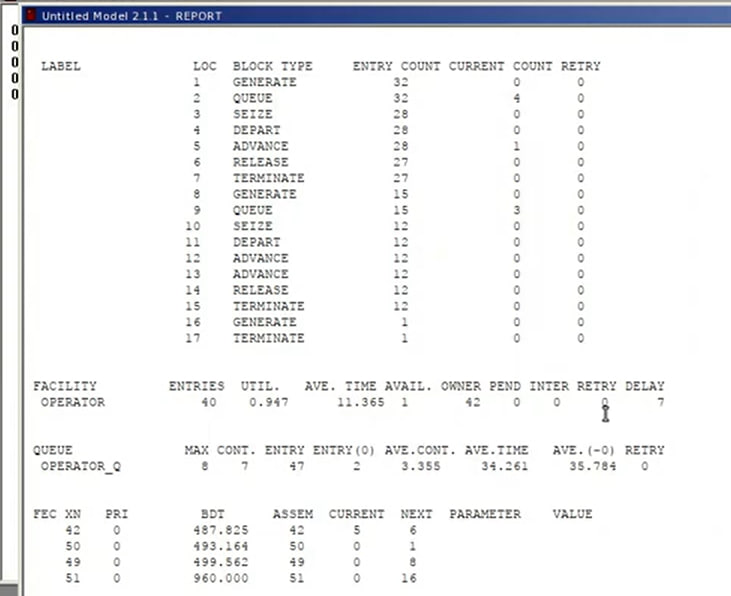 Untitled Model 2.1.1 - REPORT
0
0
0
0
0
LABEL LOC BLOCK TYPE ENTRY COUNT CURRENT COUNT RETRY
1 GENERATE 32 0 0
2 QUEUE 32 4 0
3 SEIZE 28 0 0
4 DEPART 28 0 0
5 ADVANCE 28 1 0
6 RELEASE 27 0 0
7 TERMINATE 27 0 0
8 GENERATE 15 0 0
9 QUEUE 15 3 0
10 SEIZE 12 0 0
11 DEPART 12 0 0
12 ADVANCE 12 0 0
13 ADVANCE 12 0 0
14 RELEASE 12 0 0
15 TERMINATE 12 0 0
16 GENERATE 1 0 0
17 TERMINATE 1 0 0
FACILITY ENTRIES UTIL. AVE. TIME AVAIL. OWNER PEND INTER RETRY DELAY
OPERATOR 40 0.947 11.365 1 42 0 0 0 7
QUEUE MAX CONT. ENTRY ENTRY(0) AVE.CONT. AVE.TIME AVE.(-0) RETRY
OPERATOR_Q 8 7 47 2 3.355 34.261 35.784 0
FEC XN PRI BDT ASSEM CURRENT NEXT PARAMETER VALUE
42 0 487.825 42 5 6
50 0 493.164 50 0 1
49 0 499.562 49 0 8
51 0 960.000 51 0 16